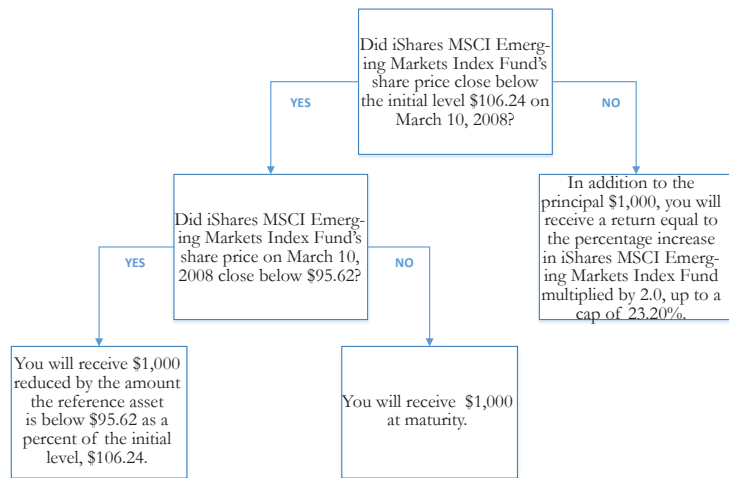 Did iShares MSCI Emerg-
ing Markets Index Fund's
share price close below
the initial level $106.24 on
March 10, 2008?
YES
NO
Did iShares MSCI Emerg-
ing Markets Index Fund's
share price on March 10,
2008 close below $95.62?
In addition to the
principal $1,000, you will
receive a return equal to
the percentage increase
in iShares MSCI Emerg-
ing Markets Index Fund
multiplied by 2.0, up to a
cap of 23.20%.
YES
NO
You will receive $1,000
reduced by the amount
the reference asset
is below $95.62 as a
percent of the initial
level, $106.24.
You will receive $1,000
at maturity.